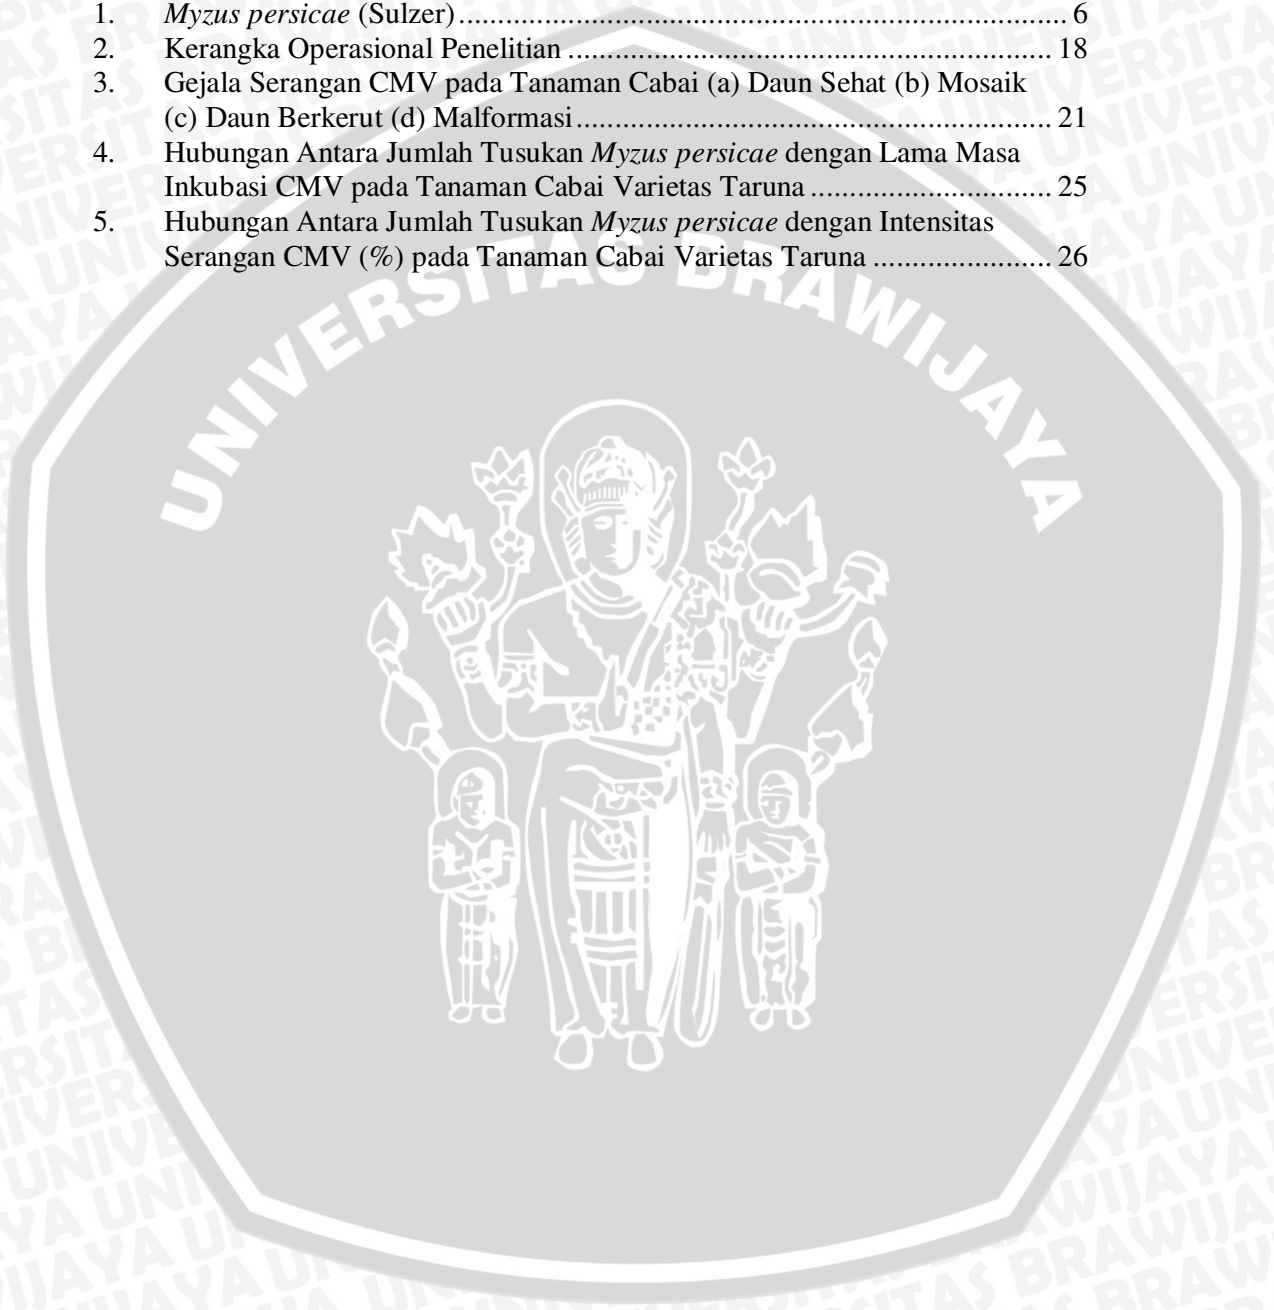 1. Myzus persicae (Sulzer)............................................................................... 6
2. Kerangka Operasional Penelitian .............................................................. 18
3. Gejala Serangan CMV pada Tanaman Cabai (a) Daun Sehat (b) Mosaik
(c) Daun Berkerut (d) Malformasi............................................................. 21
4. Hubungan Antara Jumlah Tusukan Myzus persicae dengan Lama Masa
Inkubasi CMV pada Tanaman Cabai Varietas Taruna ............................... 25
5. Hubungan Antara Jumlah Tusukan Myzus persicae dengan Intensitas
Serangan CMV (%) pada Tanaman Cabai Varietas Taruna ....................... 26
UNIVERSITAS BRAWIJAYA